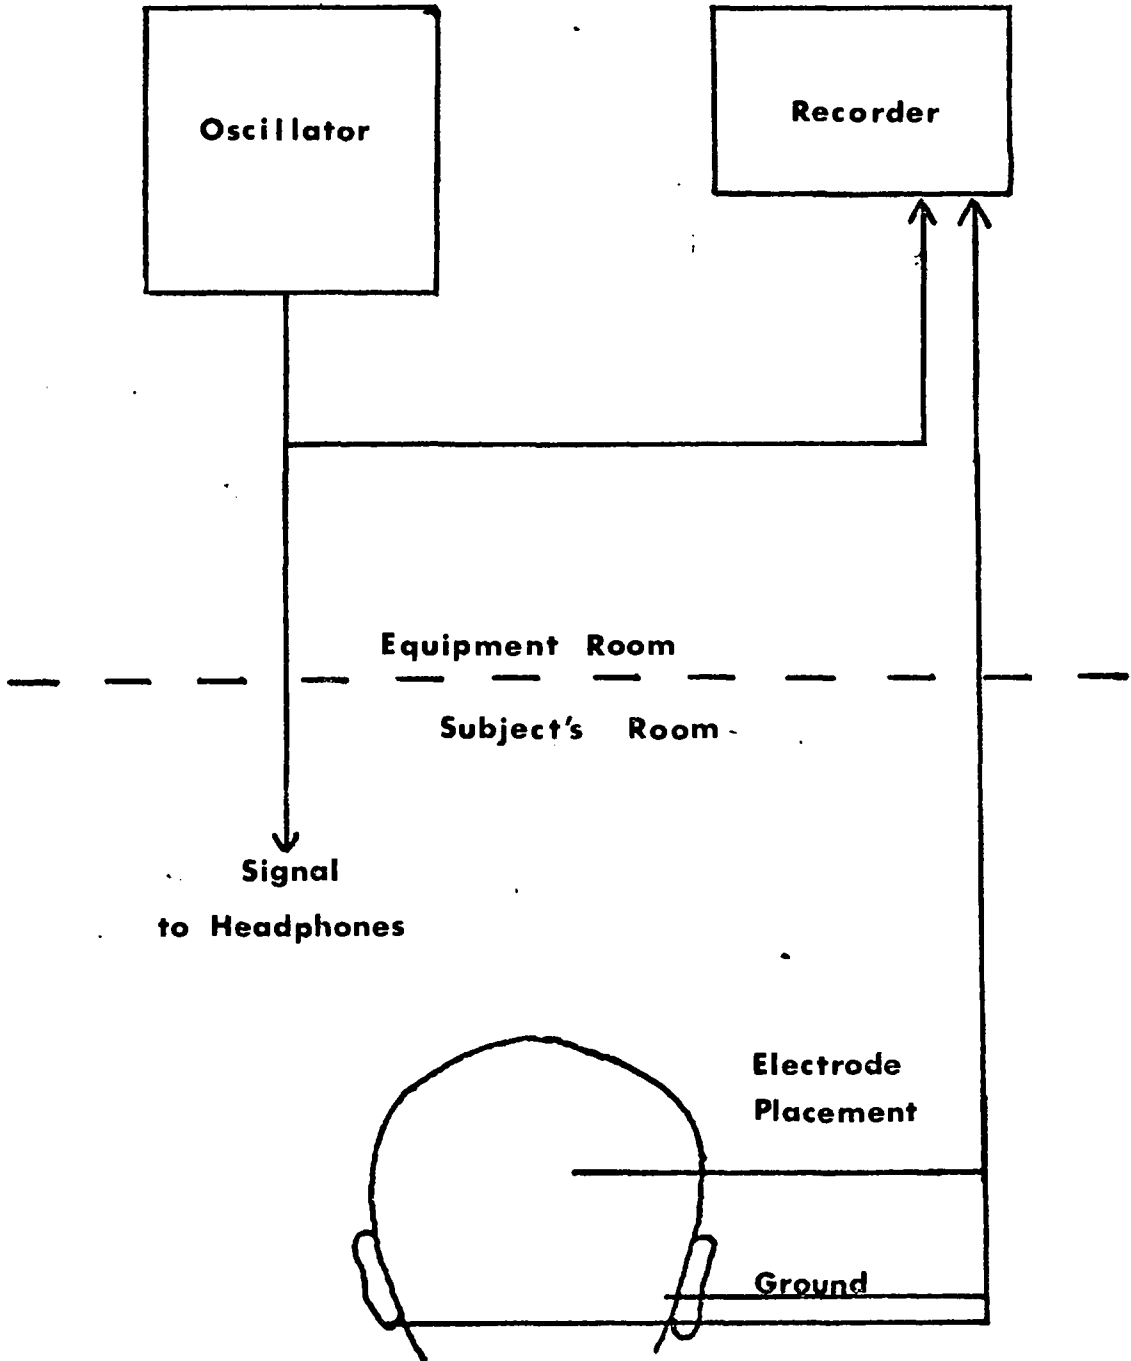 Oscillator
Recorder
Equipment Room
Subject's Room
Signal
to Headphones
Electrode
Placement
Ground